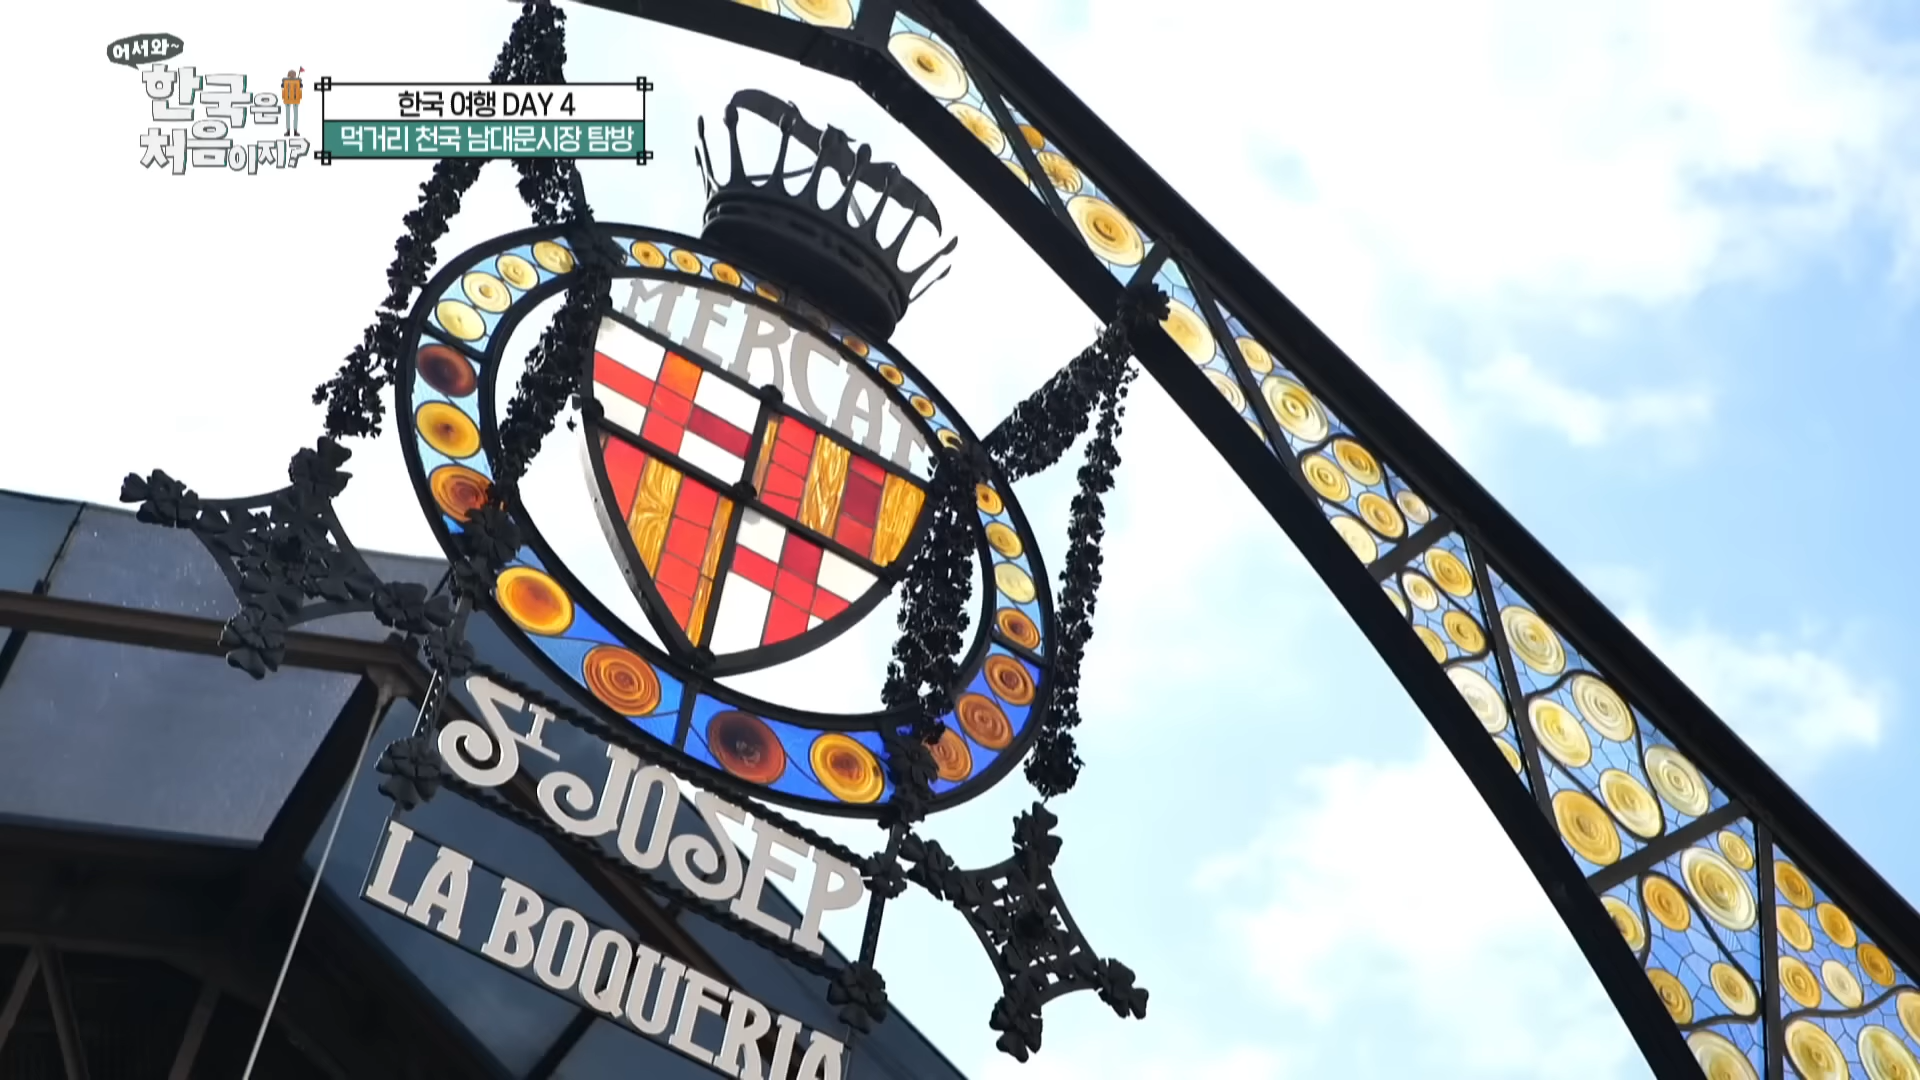 어서와~
한국은
처음이지?
한국 여행 DAY 4
먹거리 천국 남대문시장 탐방
MERCAT
ST JOSEP
LA BOQUERIA